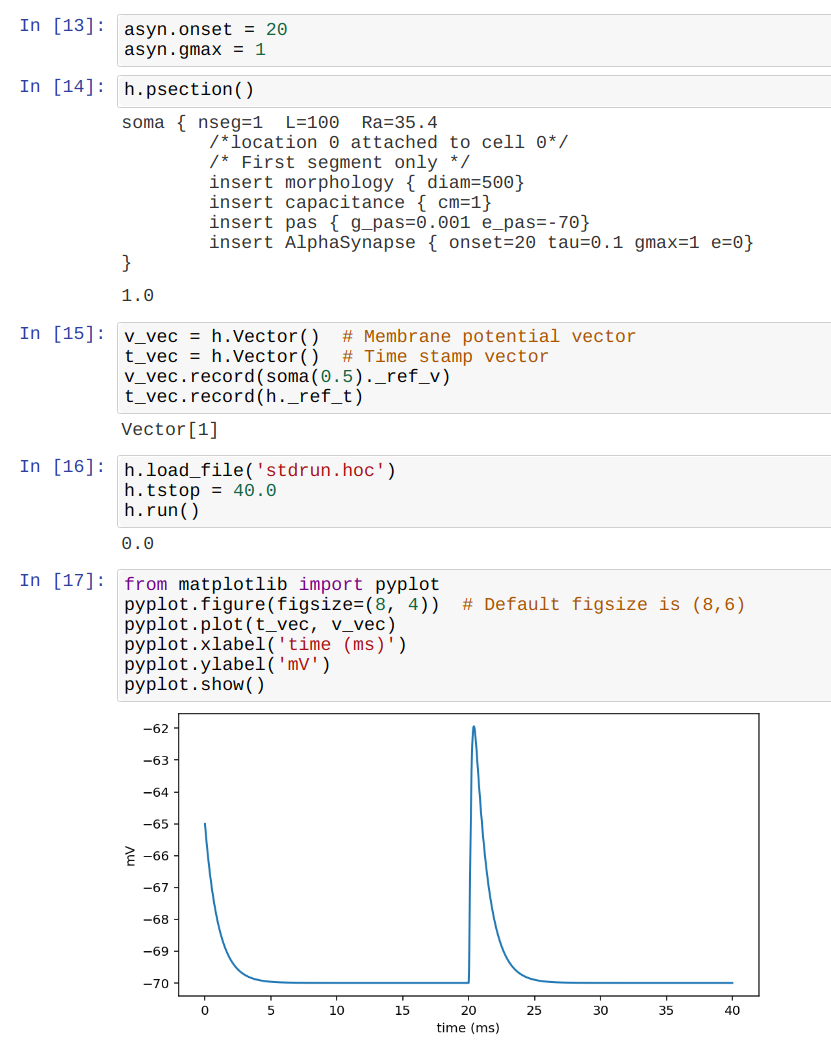 In [13]: asyn.onset = 20
asyn.gmax = 1
In [14]: h.psection()
soma { nseg=1  L=100  Ra=35.4
        /*location 0 attached to cell 0*/
        /* First segment only */
        insert morphology { diam=500}
        insert capacitance { cm=1}
        insert pas { g_pas=0.001 e_pas=-70}
        insert AlphaSynapse { onset=20 tau=0.1 gmax=1 e=0}
}
1.0
In [15]: v_vec = h.Vector()  # Membrane potential vector
t_vec = h.Vector()  # Time stamp vector
v_vec.record(soma(0.5)._ref_v)
t_vec.record(h._ref_t)
Vector[1]
In [16]: h.load_file('stdrun.hoc')
h.tstop = 40.0
h.run()
0.0
In [17]: from matplotlib import pyplot
pyplot.figure(figsize=(8, 4))  # Default figsize is (8,6)
pyplot.plot(t_vec, v_vec)
pyplot.xlabel('time (ms)')
pyplot.ylabel('mV')
pyplot.show()
−62
−63
−64
−65
−66
−67
−68
−69
−70
mV
0 5 10 15 20 25 30 35 40
time (ms)